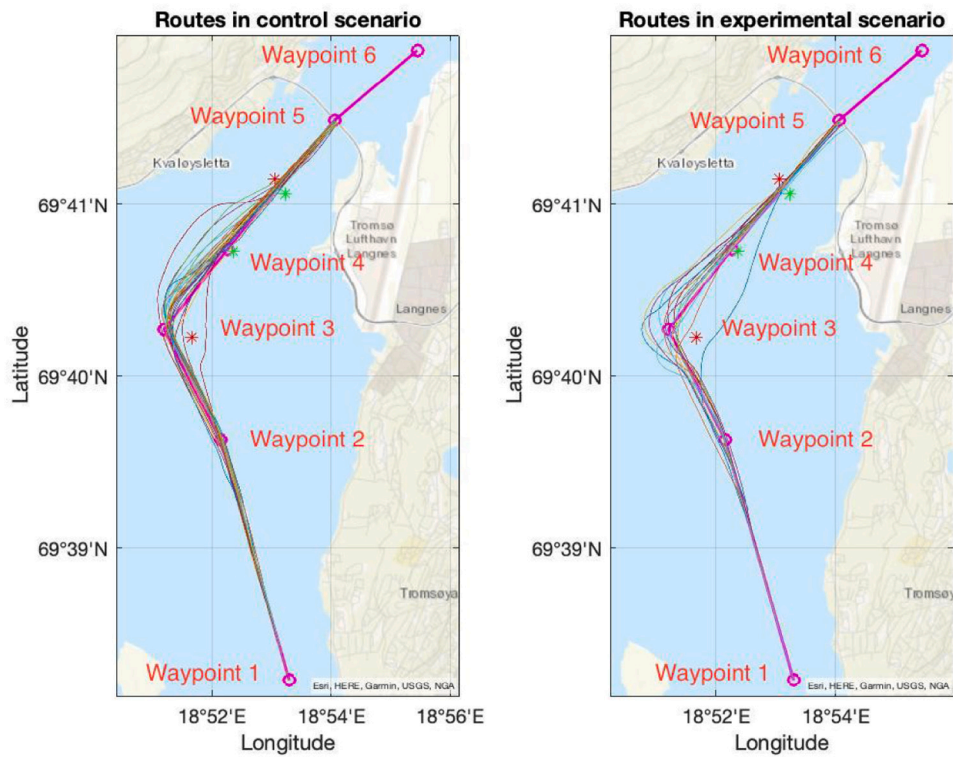 Routes in control scenario
Waypoint 6
Waypoint 5
Kvaløysletta
69°41'N
Tromsø
Lufthavn
Langnes
Waypoint 4
Langnes
Waypoint 3
69°40'N
Latitude
Waypoint 2
69°39'N
Tromsøya
Waypoint 1
Esri, HERE, Garmin, USGS, NGA
18°52'E
18°54'E
18°56'E
Longitude
Routes in experimental scenario
Waypoint 6
Waypoint 5
Kvaløysletta
69°41'N
Tromsø
Lufthavn
Langnes
Waypoint 4
Langnes
Waypoint 3
69°40'N
Latitude
Waypoint 2
69°39'N
Tromsøy
Waypoint 1
Esri, HERE, Garmin, USGS, NGA
18°52'E
18°54'E
Longitude